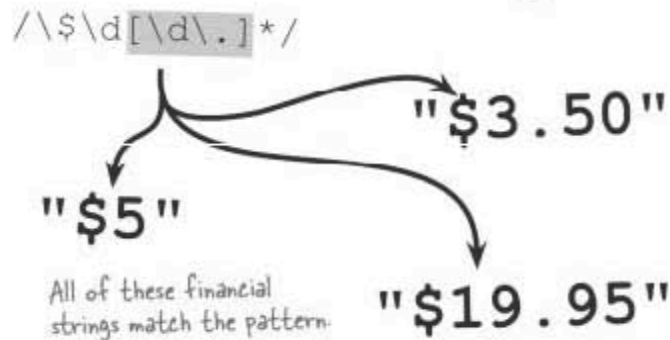 /\$\d[\d\.]*/
"$3.50"
"$5"
All of these financial
strings match the pattern.
"$19.95"